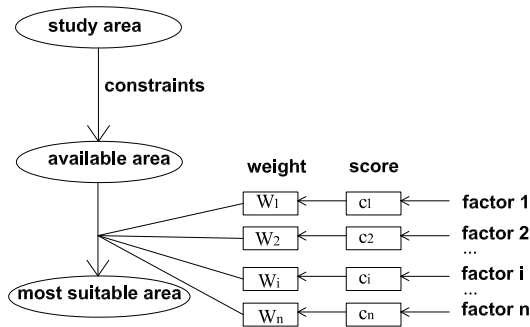 study area
constraints
available area
weight score
W1 c1 factor 1
W2 c2 factor 2
...
Wi ci factor i
...
most suitable area
Wn cn factor n